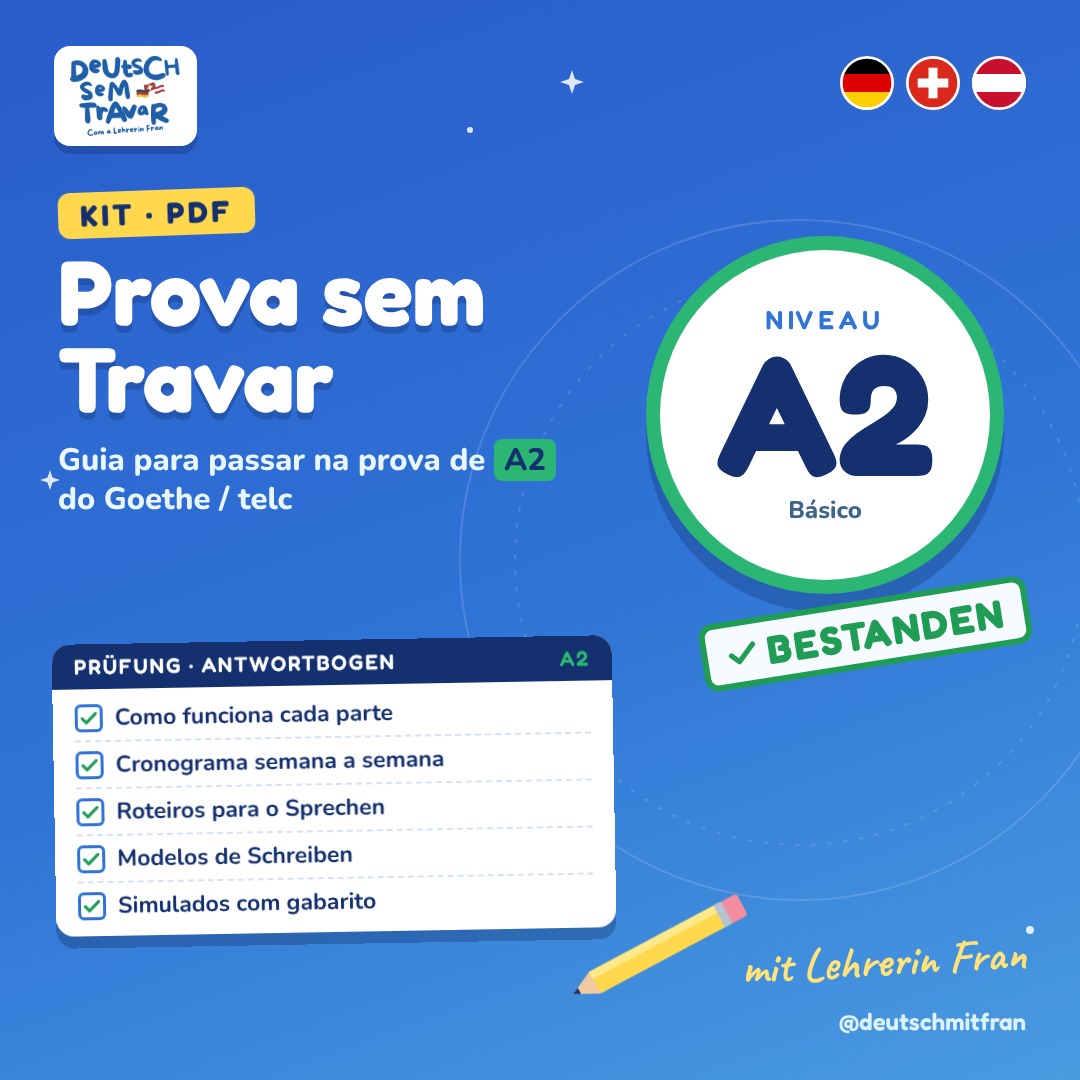 DeUtsCH
SeM
TrAvaR
Com a Lehrerin Fran
KIT · PDF
Prova sem
Travar
Guia para passar na prova de A2
do Goethe / telc
NIVEAU
A2
Básico
BESTANDEN
PRÜFUNG · ANTWORTBOGEN A2
Como funciona cada parte
Cronograma semana a semana
Roteiros para o Sprechen
Modelos de Schreiben
Simulados com gabarito
mit Lehrerin Fran
@deutschmitfran